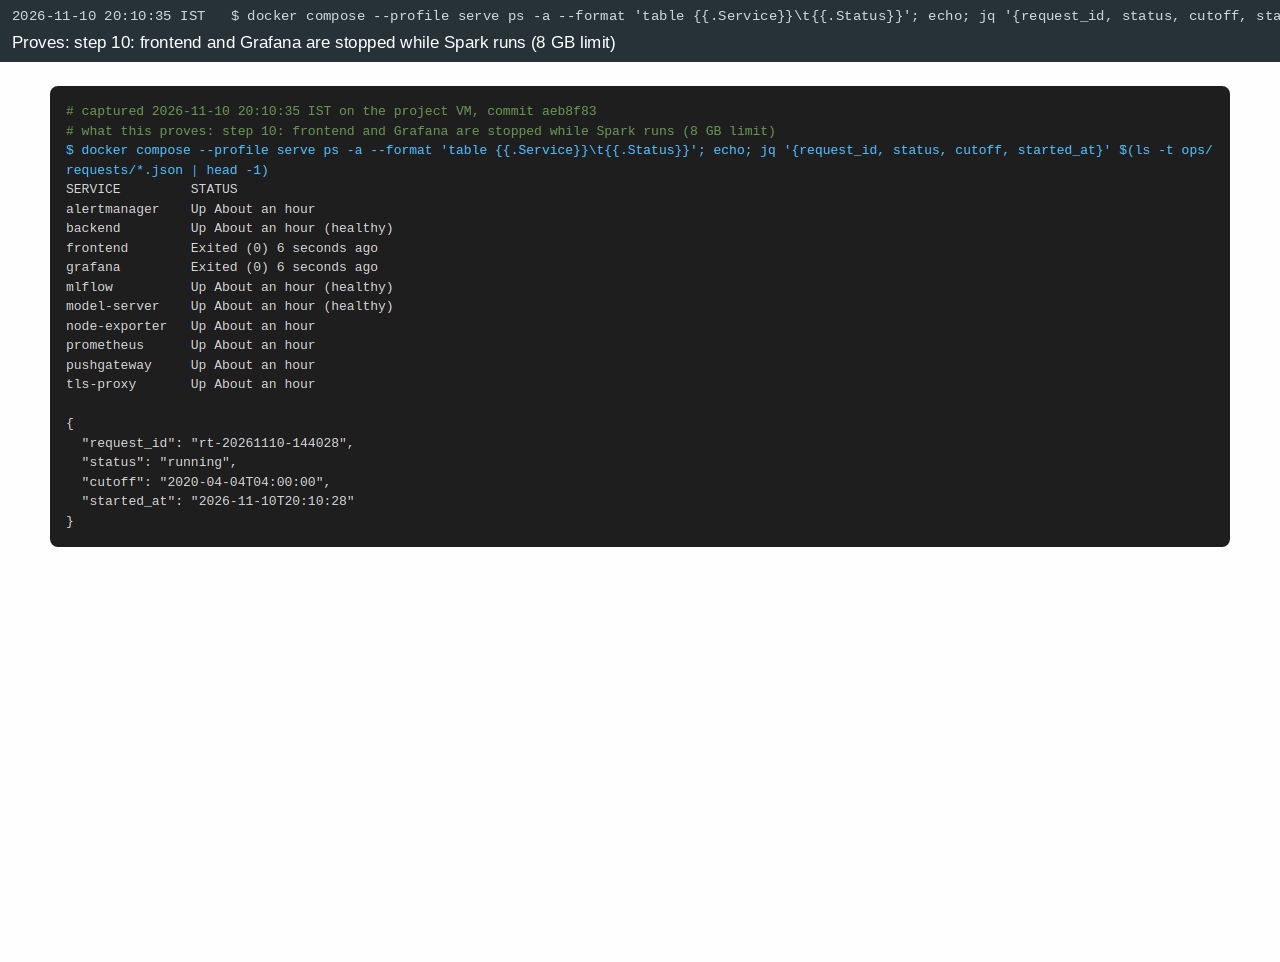 2026-11-10 20:10:35 IST   $ docker compose --profile serve ps -a --format 'table {{.Service}}\t{{.Status}}'; echo; jq '{request_id, status, cutoff, sta
Proves: step 10: frontend and Grafana are stopped while Spark runs (8 GB limit)
# captured 2026-11-10 20:10:35 IST on the project VM, commit aeb8f83
# what this proves: step 10: frontend and Grafana are stopped while Spark runs (8 GB limit)
$ docker compose --profile serve ps -a --format 'table {{.Service}}\t{{.Status}}'; echo; jq '{request_id, status, cutoff, started_at}' $(ls -t ops/
requests/*.json | head -1)
SERVICE         STATUS
alertmanager    Up About an hour
backend         Up About an hour (healthy)
frontend        Exited (0) 6 seconds ago
grafana         Exited (0) 6 seconds ago
mlflow          Up About an hour (healthy)
model-server    Up About an hour (healthy)
node-exporter   Up About an hour
prometheus      Up About an hour
pushgateway     Up About an hour
tls-proxy       Up About an hour
{
  "request_id": "rt-20261110-144028",
  "status": "running",
  "cutoff": "2020-04-04T04:00:00",
  "started_at": "2026-11-10T20:10:28"
}